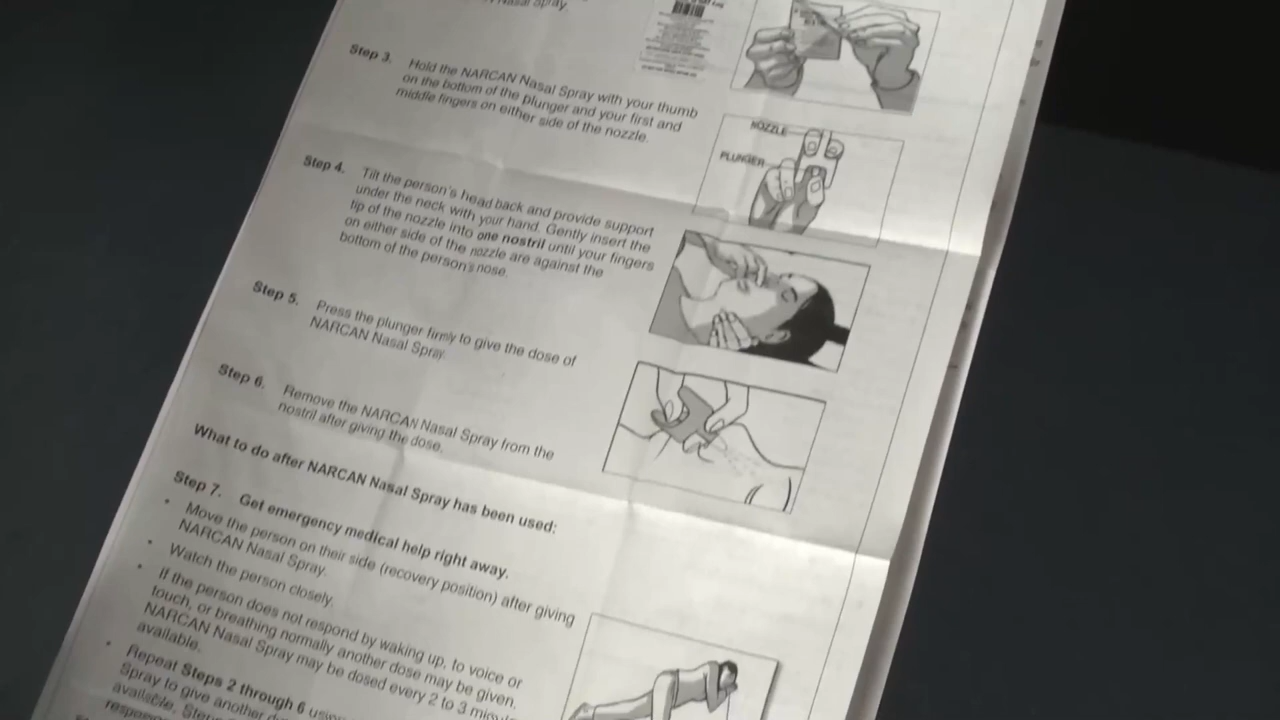 Nasal Spray.
Step 3. Hold the NARCAN Nasal Spray with your thumb
on the bottom of the plunger and your first and
middle fingers on either side of the nozzle.
NOZZLE
PLUNGER
Step 4. Tilt the person's head back and provide support
under the neck with your hand. Gently insert the
tip of the nozzle into one nostril until your fingers
on either side of the nozzle are against the
bottom of the person's nose.
Step 5. Press the plunger firmly to give the dose of
NARCAN Nasal Spray.
Step 6. Remove the NARCAN Nasal Spray from the
nostril after giving the dose.
What to do after NARCAN Nasal Spray has been used:
Step 7. Get emergency medical help right away.
• Move the person on their side (recovery position) after giving
NARCAN Nasal Spray.
• Watch the person closely.
• If the person does not respond by waking up, to voice or
touch, or breathing normally another dose may be given.
NARCAN Nasal Spray may be dosed every 2 to 3
available.
• Repeat Steps 2 through 6
Spray to give another
available,